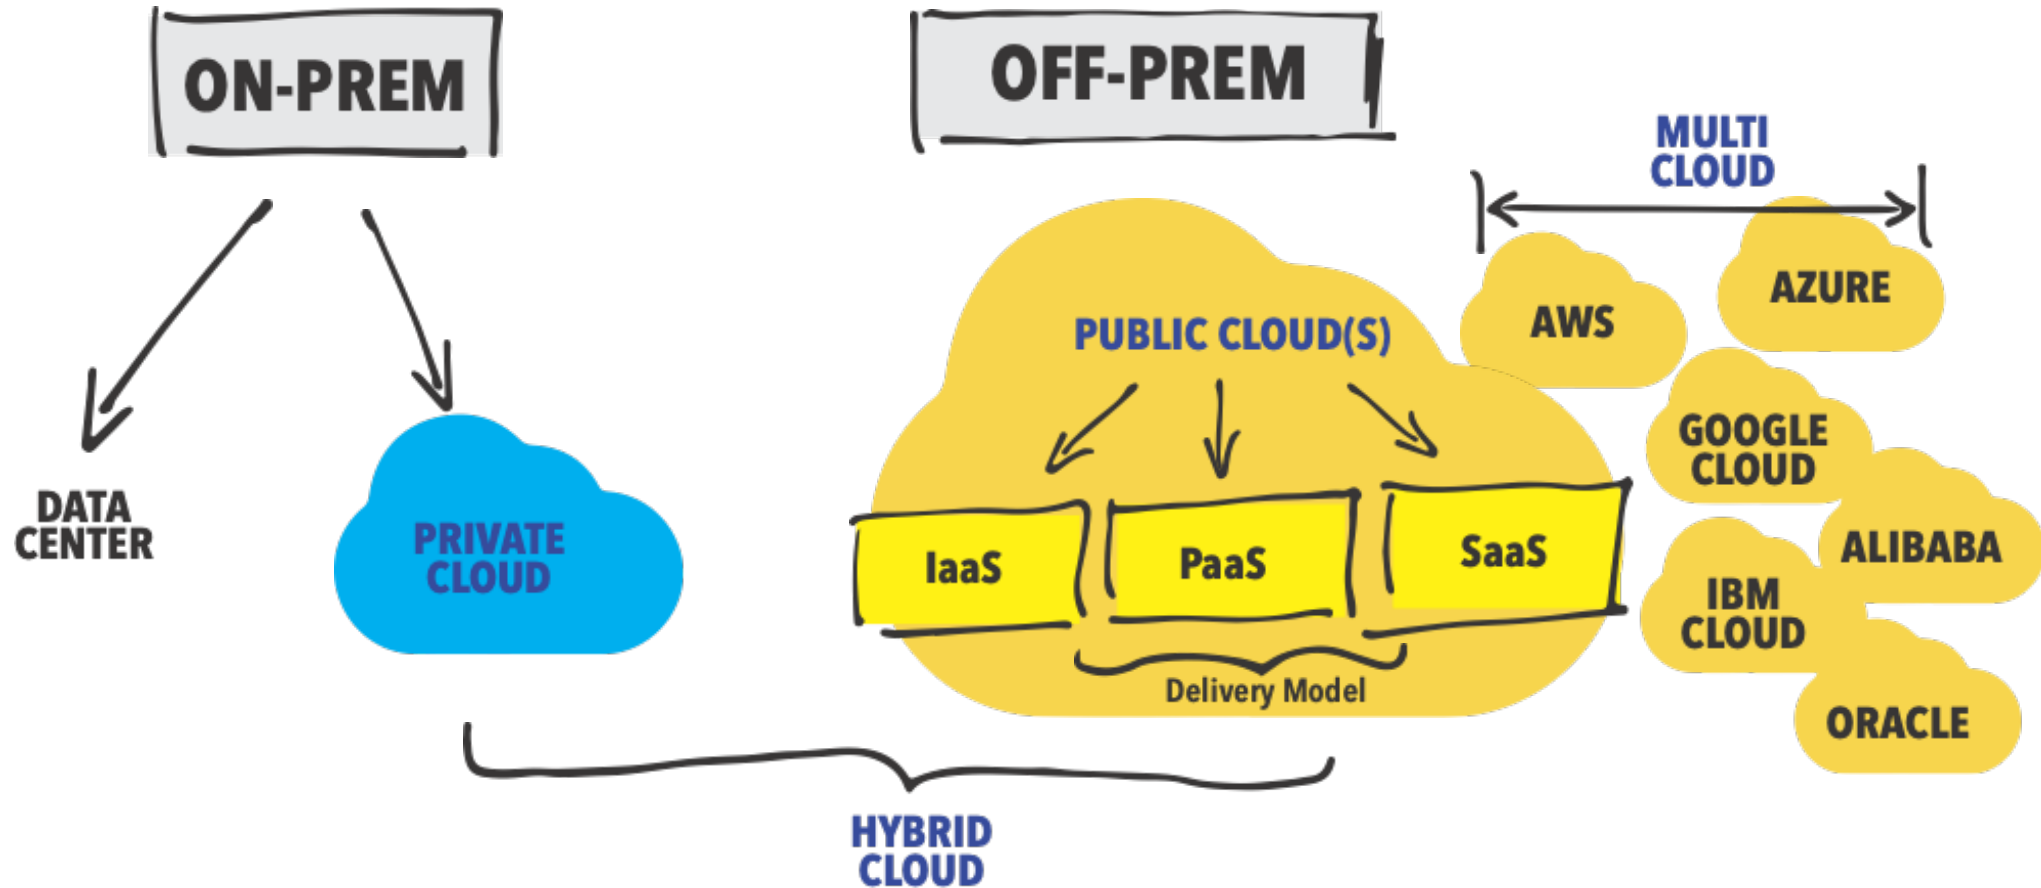 ON-PREM
OFF-PREM
MULTI
CLOUD
AZURE
AWS
PUBLIC CLOUD(S)
GOOGLE
CLOUD
DATA
CENTER
PRIVATE
CLOUD
IaaS
PaaS
SaaS
ALIBABA
IBM
CLOUD
Delivery Model
ORACLE
HYBRID
CLOUD